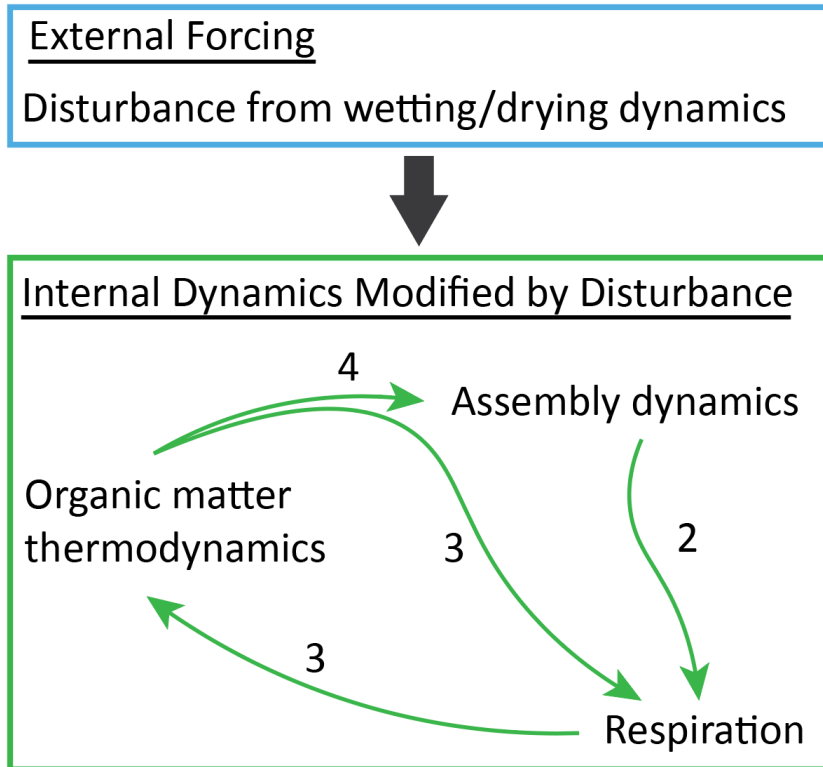 External Forcing
Disturbance from wetting/drying dynamics
Internal Dynamics Modified by Disturbance
4
Assembly dynamics
Organic matter
thermodynamics
3
2
3
Respiration